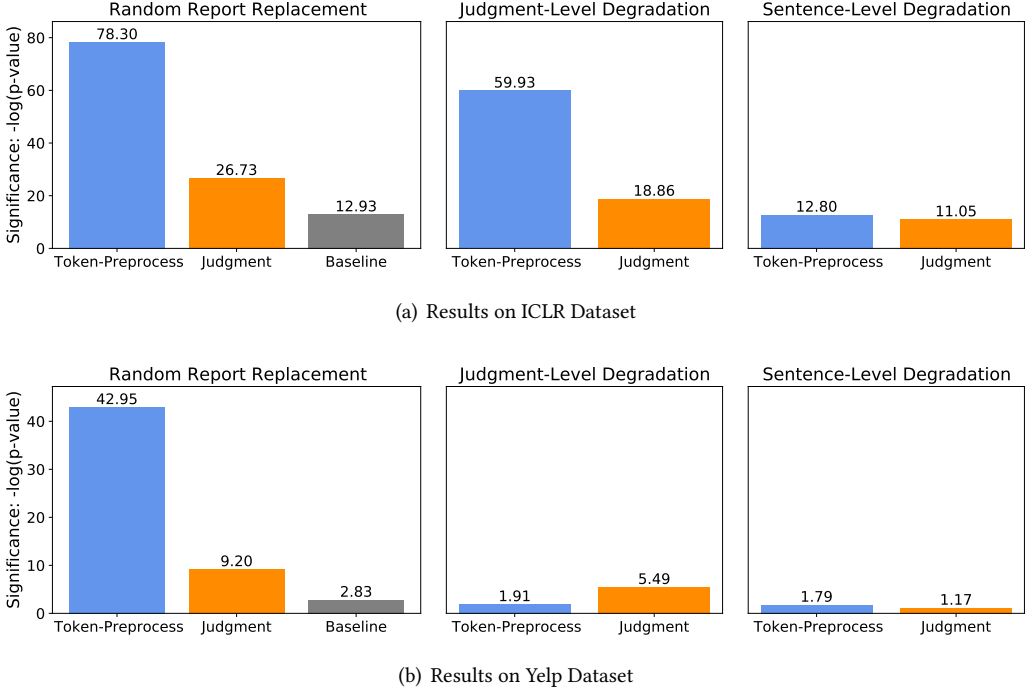 Random Report Replacement
Judgment-Level Degradation
Sentence-Level Degradation
Significance: -log(p-value)
80
60
40
20
0
78.30
26.73
12.93
59.93
18.86
12.80
11.05
Token-Preprocess Judgment Baseline
Token-Preprocess Judgment
Token-Preprocess Judgment
(a) Results on ICLR Dataset
Random Report Replacement
Judgment-Level Degradation
Sentence-Level Degradation
Significance: -log(p-value)
40
30
20
10
0
42.95
9.20
2.83
1.91
5.49
1.79
1.17
Token-Preprocess Judgment Baseline
Token-Preprocess Judgment
Token-Preprocess Judgment
(b) Results on Yelp Dataset